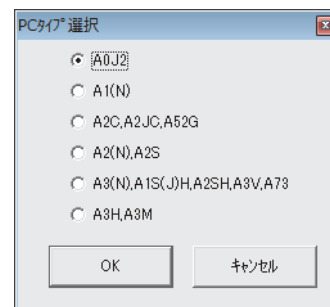 PCﾀｲﾌﾟ選択
A0J2
A1(N)
A2C,A2JC,A52G
A2(N),A2S
A3(N),A1S(J)H,A2SH,A3V,A73
A3H,A3M
OK
ｷｬﾝｾﾙ